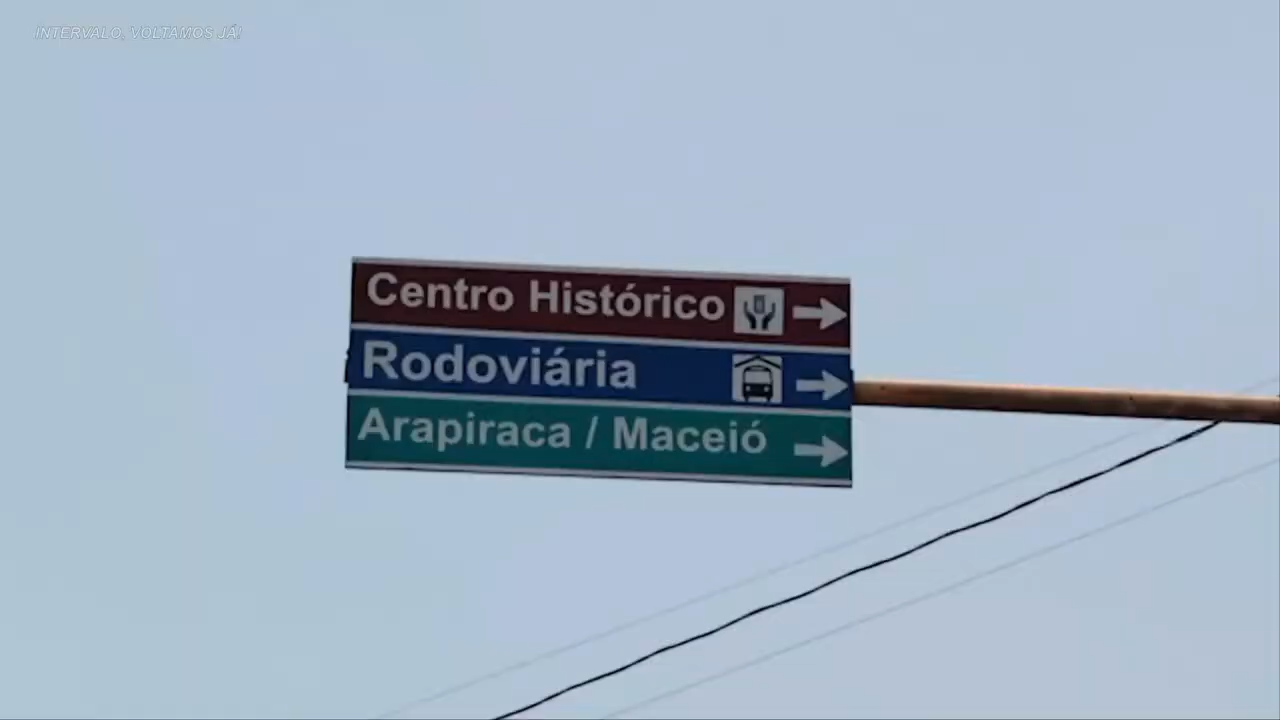 INTERVALO, VOLTAMOS JÁ!
Centro Histórico
Rodoviária
Arapiraca / Maceió